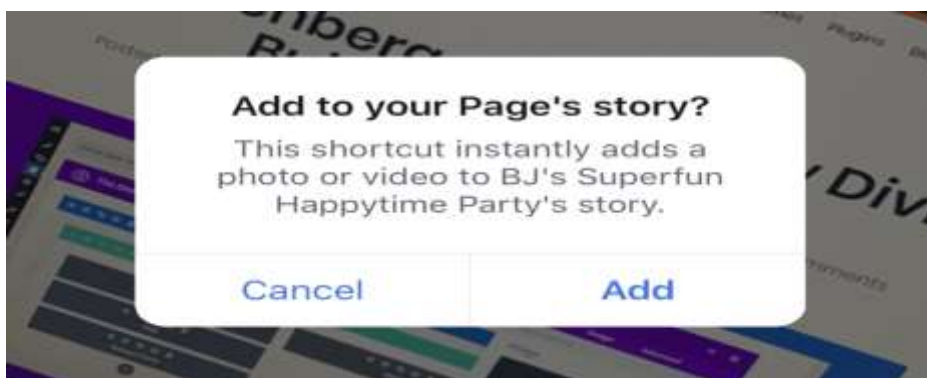 Plugins
Add to your Page's story?
This shortcut instantly adds a
photo or video to BJ's Superfun
Happytime Party's story.
Cancel
Add